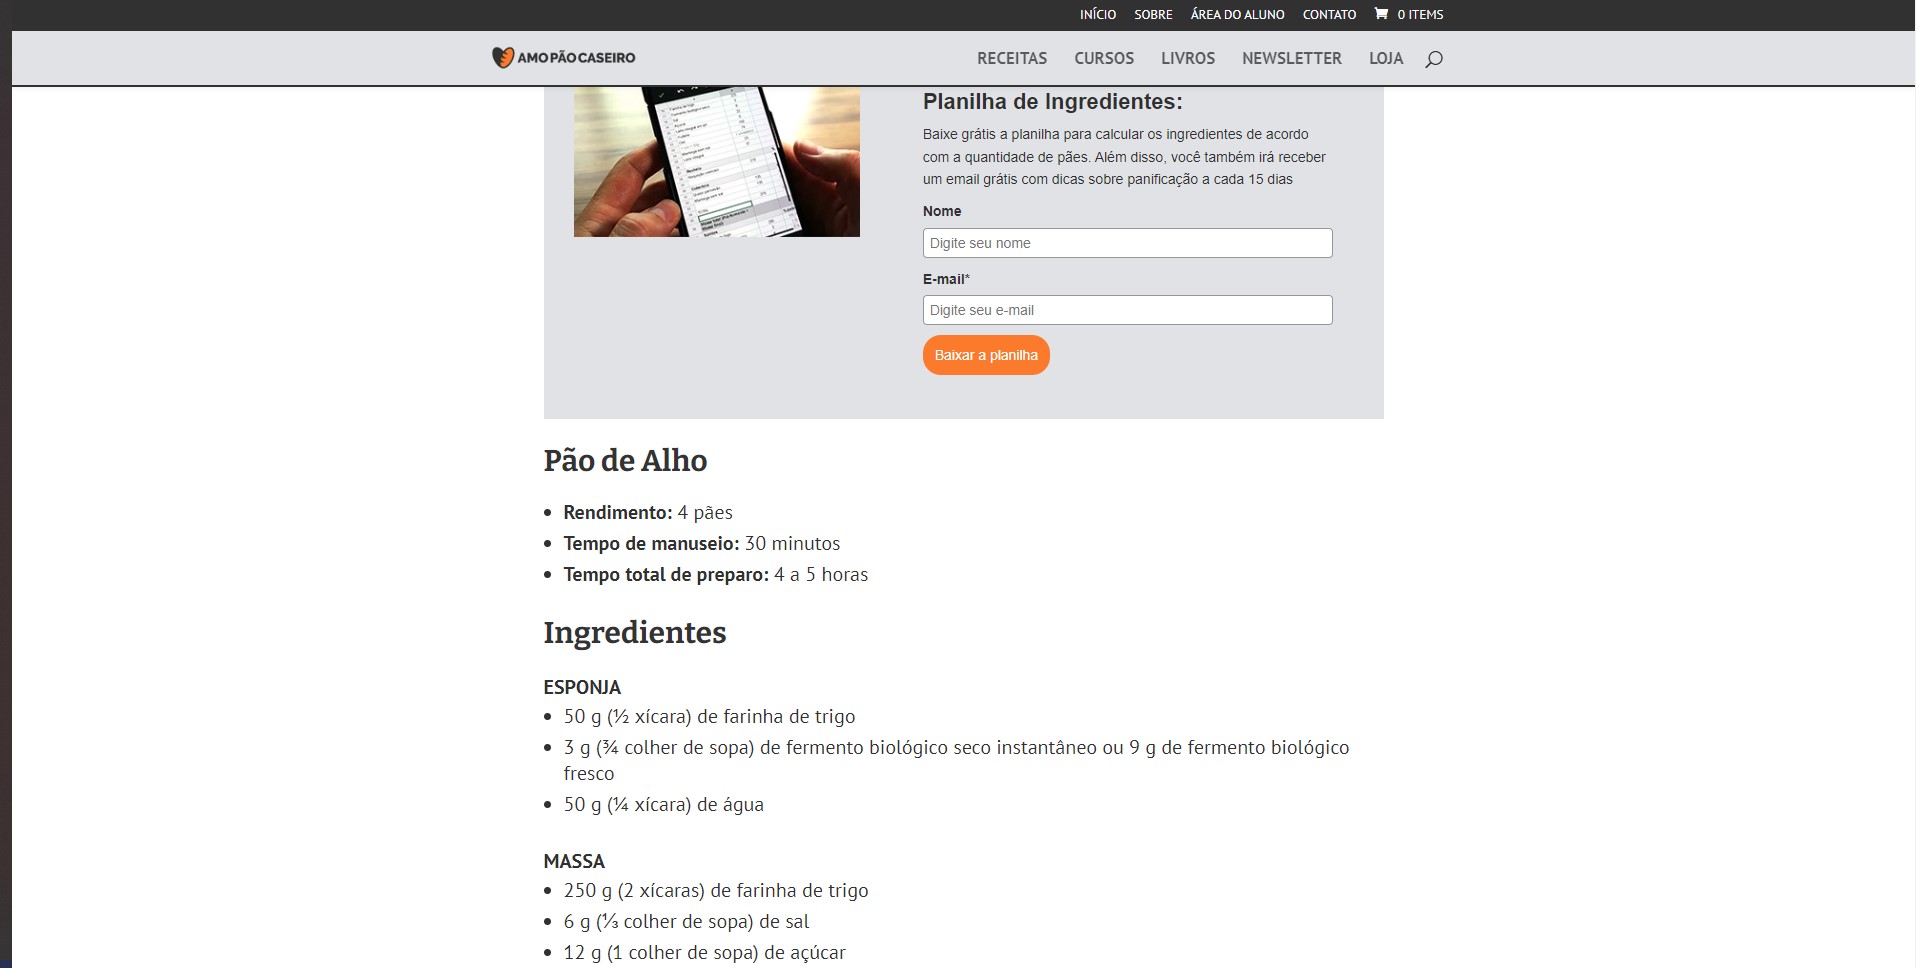 INÍCIO SOBRE ÁREA DO ALUNO CONTATO 0 ITEMS
AMO PÃO CASEIRO RECEITAS CURSOS LIVROS NEWSLETTER LOJA
Planilha de Ingredientes:
Baixe grátis a planilha para calcular os ingredientes de acordo
com a quantidade de pães. Além disso, você também irá receber
um email grátis com dicas sobre panificação a cada 15 dias
Nome
Digite seu nome
E-mail*
Digite seu e-mail
Baixar a planilha
Pão de Alho
• Rendimento: 4 pães
• Tempo de manuseio: 30 minutos
• Tempo total de preparo: 4 a 5 horas
Ingredientes
ESPONJA
• 50 g (½ xícara) de farinha de trigo
• 3 g (¾ colher de sopa) de fermento biológico seco instantâneo ou 9 g de fermento biológico
fresco
• 50 g (¼ xícara) de água
MASSA
• 250 g (2 xícaras) de farinha de trigo
• 6 g (⅓ colher de sopa) de sal
• 12 g (1 colher de sopa) de açúcar